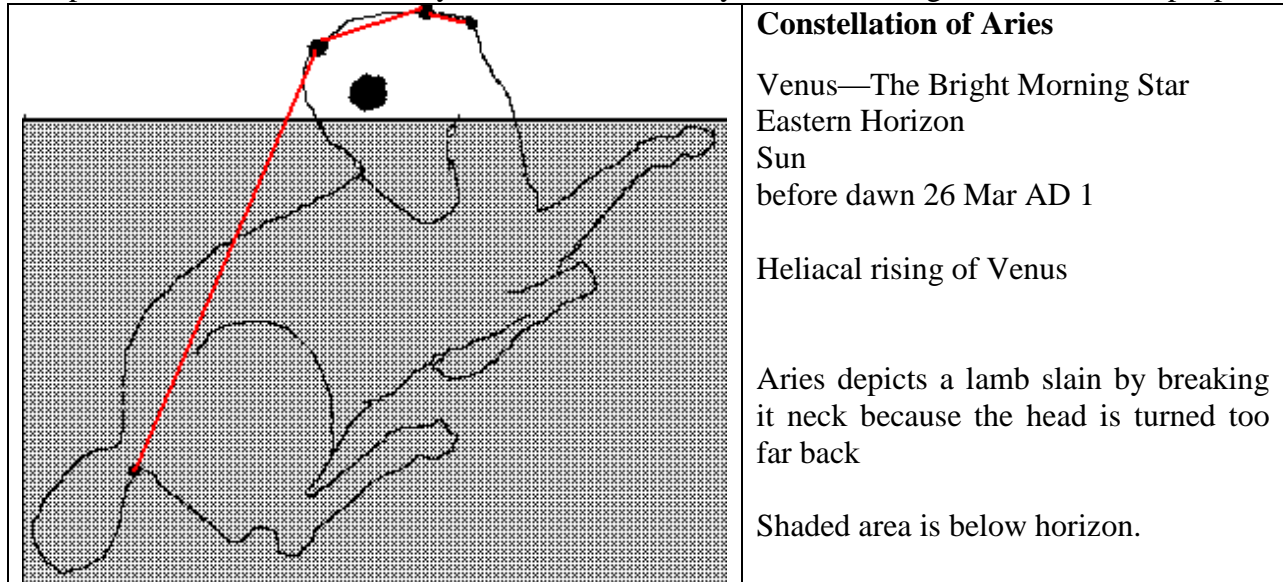 Constellation of Aries
Venus—The Bright Morning Star
Eastern Horizon
Sun
before dawn 26 Mar AD 1
Heliacal rising of Venus
Aries depicts a lamb slain by breaking
it neck because the head is turned too
far back
Shaded area is below horizon.